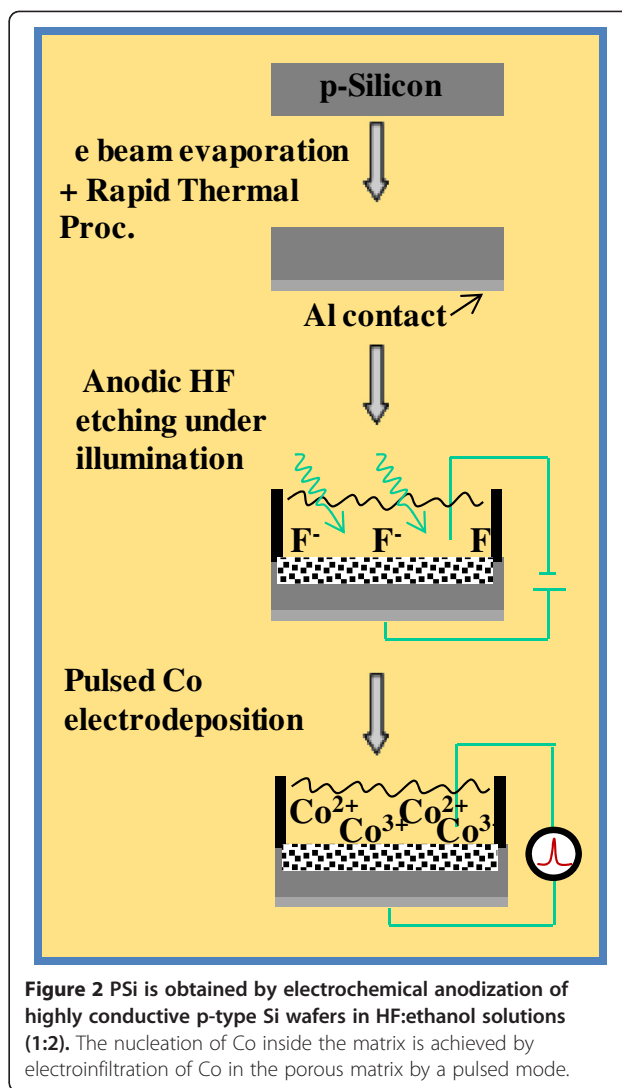 p-Silicon
e beam evaporation
+ Rapid Thermal
Proc.
Al contact
Anodic HF
etching under
illumination
F- F- F
Pulsed Co
electrodeposition
Co2+ Co2+
Co3+ Co3-
Figure 2 PSi is obtained by electrochemical anodization of
highly conductive p-type Si wafers in HF:ethanol solutions
(1:2). The nucleation of Co inside the matrix is achieved by
electroinfiltration of Co in the porous matrix by a pulsed mode.